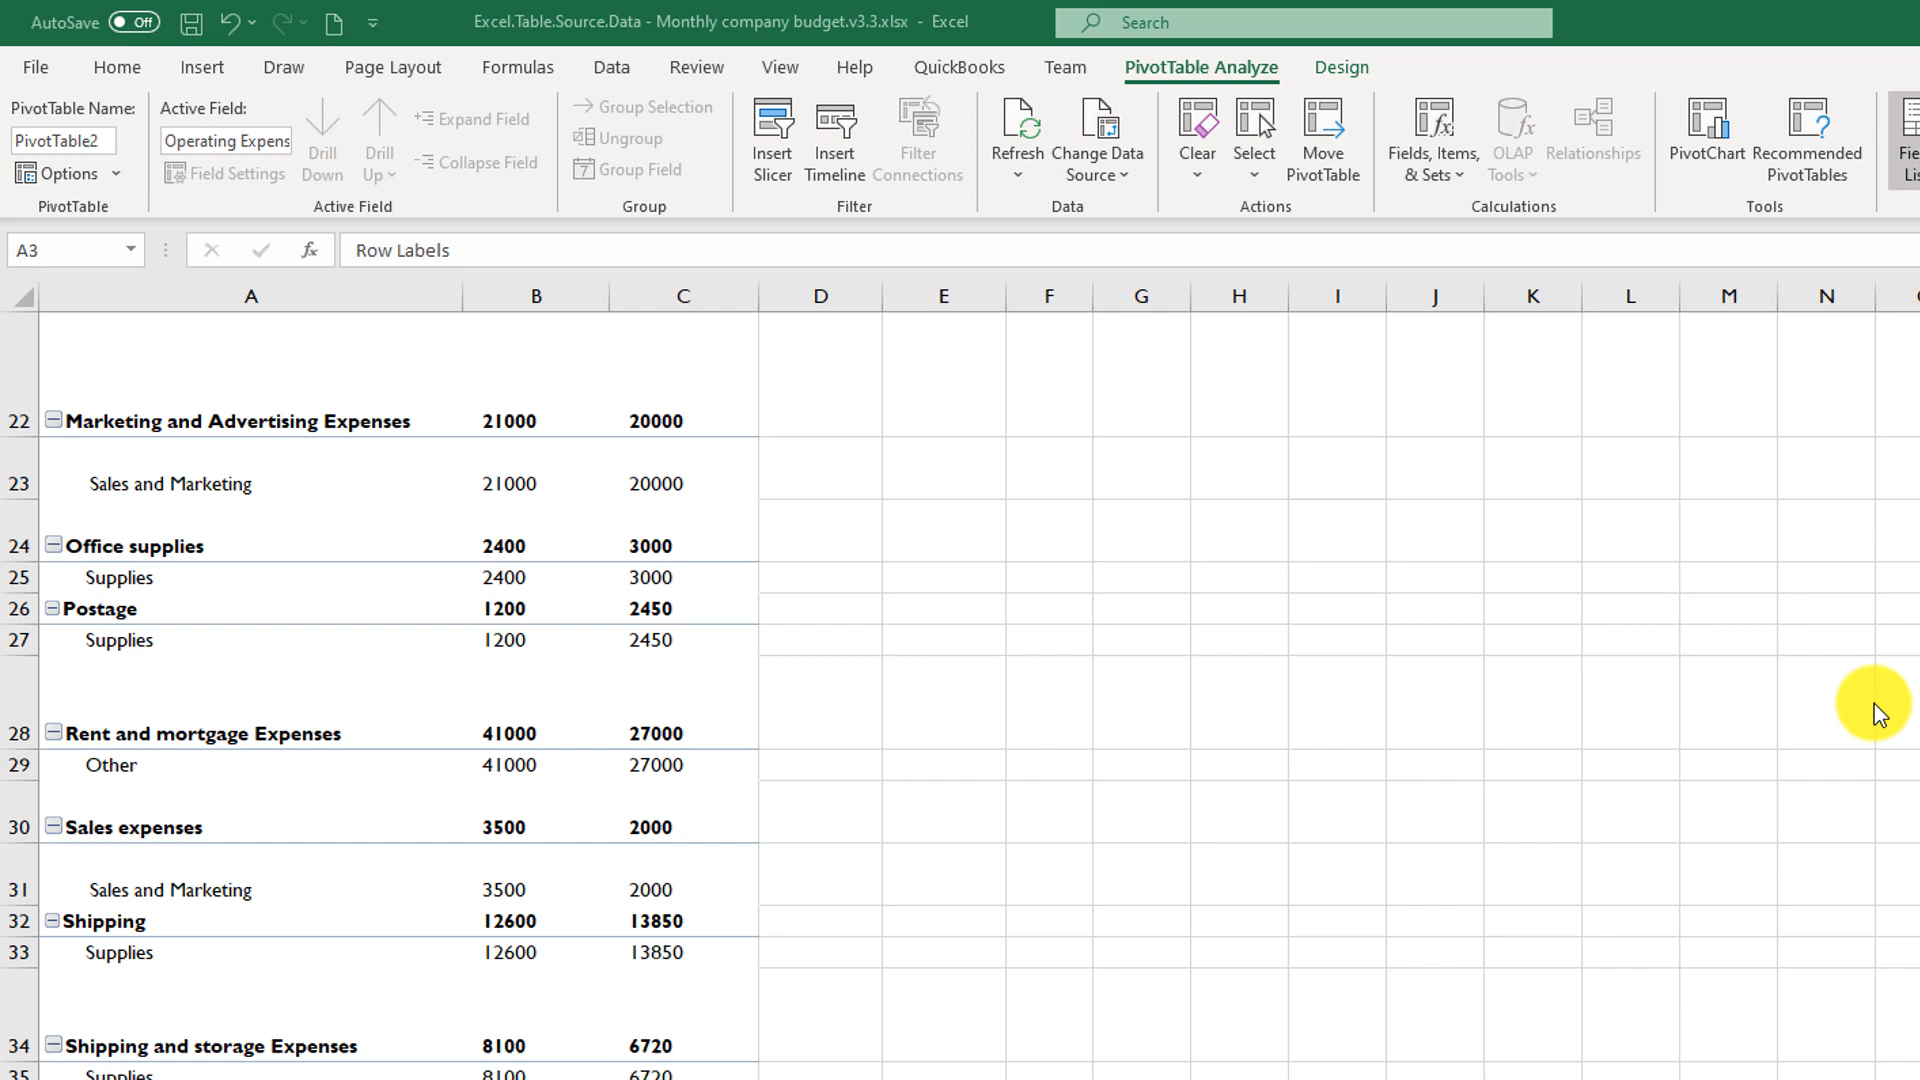 AutoSave Off Excel.Table.Source.Data - Monthly company budget.v3.3.xlsx - Excel Search
File Home Insert Draw Page Layout Formulas Data Review View Help QuickBooks Team PivotTable Analyze Design
PivotTable Name:
PivotTable2
Options
PivotTable
Active Field:
Operating Expens
Field Settings
Drill Down
Drill Up
Expand Field
Collapse Field
Active Field
Group Selection
Ungroup
7 Group Field
Group
Insert Slicer
Insert Timeline
Filter Connections
Filter
Refresh
Change Data Source
Data
Clear
Select
Move PivotTable
Actions
Fields, Items, & Sets
OLAP Tools
Relationships
Calculations
PivotChart
Recommended PivotTables
Tools
A3 fx Row Labels
A B C D E F G H I J K L M N
22 Marketing and Advertising Expenses 21000 20000
23 Sales and Marketing 21000 20000
24 Office supplies 2400 3000
25 Supplies 2400 3000
26 Postage 1200 2450
27 Supplies 1200 2450
28 Rent and mortgage Expenses 41000 27000
29 Other 41000 27000
30 Sales expenses 3500 2000
31 Sales and Marketing 3500 2000
32 Shipping 12600 13850
33 Supplies 12600 13850
34 Shipping and storage Expenses 8100 6720
35 Supplies 8100 6720